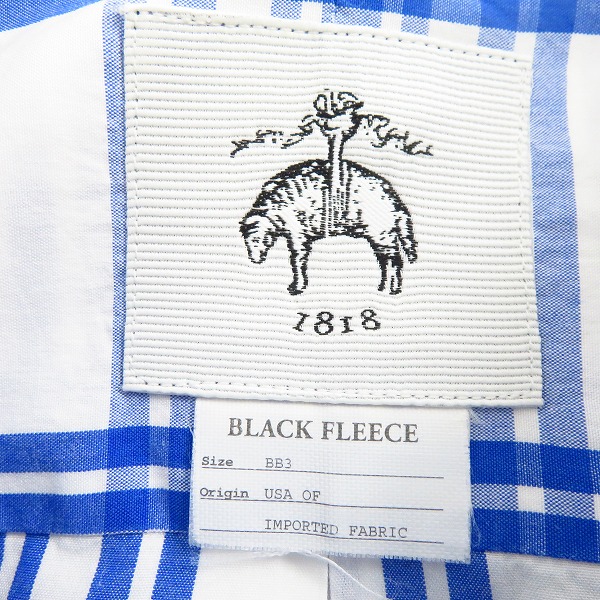 1818
BLACK FLEECE
Size BB3
Origin USA OF
IMPORTED FABRIC